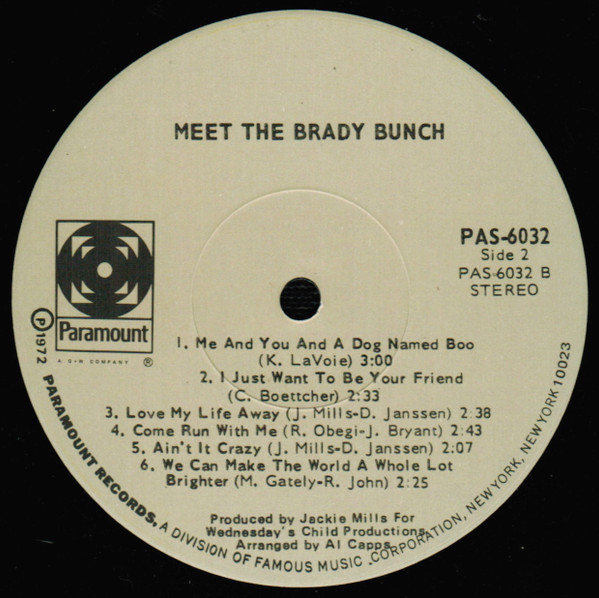 MEET THE BRADY BUNCH
PAS-6032
Side 2
PAS-6032 B
STEREO
Paramount
A G+W COMPANY ®
1. Me And You And A Dog Named Boo
(K. LaVoie) 3:00
2. I Just Want To Be Your Friend
(C. Boettcher) 2:33
3. Love My Life Away (J. Mills-D. Janssen) 2:38
4. Come Run With Me (R. Obegi-J. Bryant) 2:43
5. Ain't It Crazy (J. Mills-D. Janssen) 2:07
6. We Can Make The World A Whole Lot
Brighter (M. Gately-R. John) 2:25
Produced by Jackie Mills For
Wednesday's Child Productions
Arranged by Al Capps
℗ 1972 PARAMOUNT RECORDS, A DIVISION OF FAMOUS MUSIC CORPORATION, NEW YORK, NEW YORK 10023